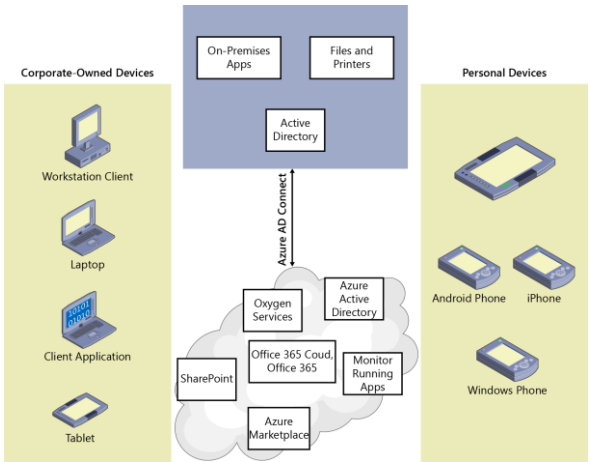 On-Premises
Apps
Files and
Printers
Active
Directory
Corporate-Owned Devices
Workstation Client
Laptop
10101
01010
Client Application
Tablet
Azure AD Connect
Oxygen
Services
Azure
Active
Directory
Office 365 Coud,
Office 365
SharePoint
Monitor
Running
Apps
Azure
Marketplace
Personal Devices
Android Phone
iPhone
Windows Phone